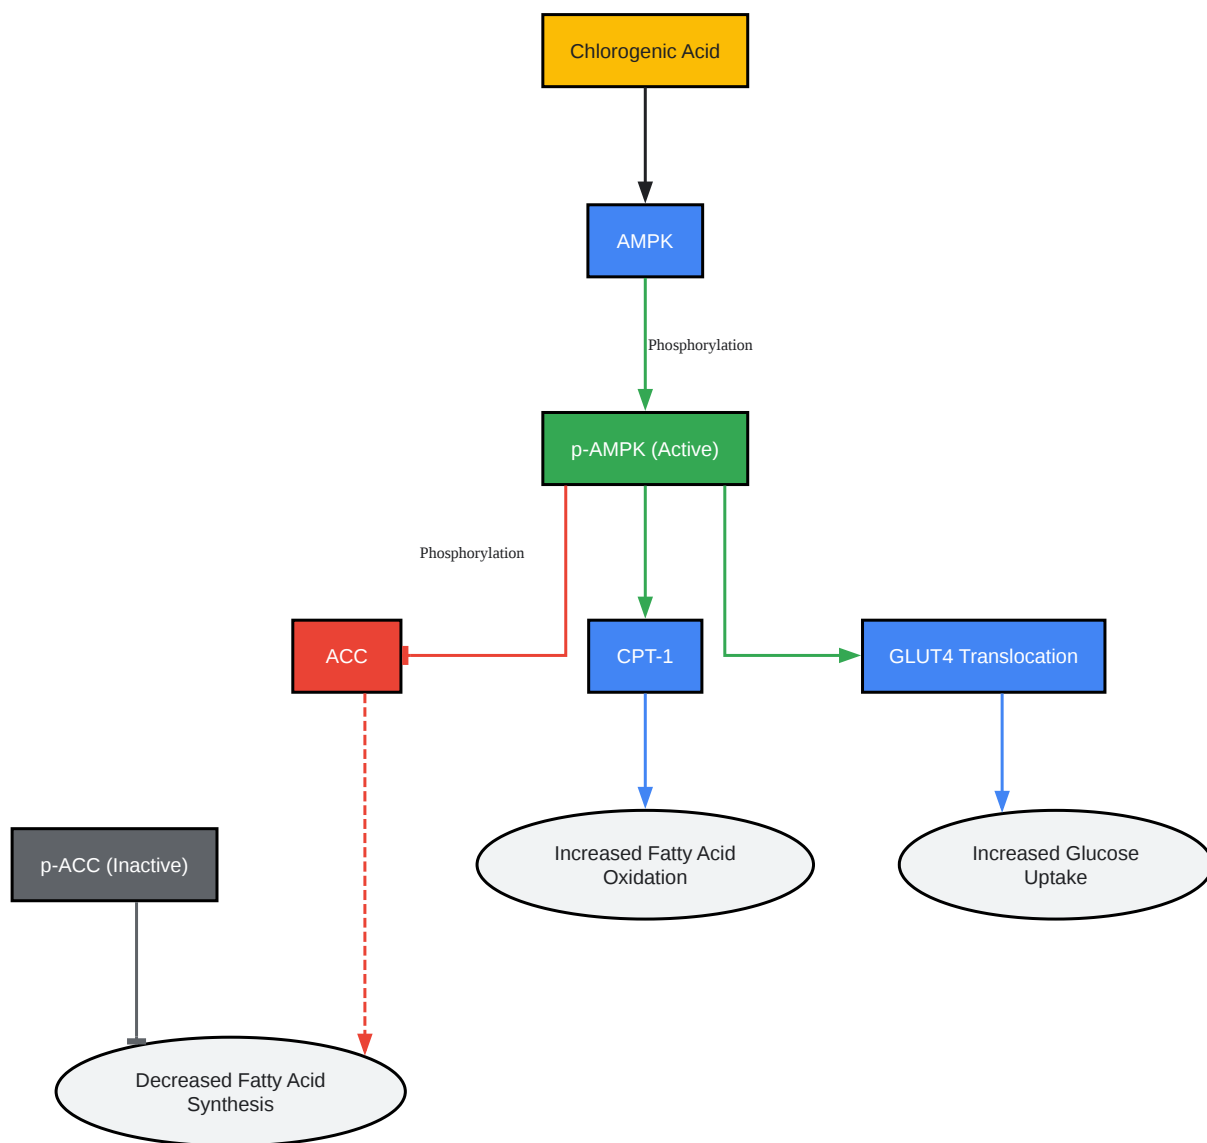 Chlorogenic Acid
AMPK
Phosphorylation
p-AMPK (Active)
Phosphorylation
ACC
CPT-1
GLUT4 Translocation
p-ACC (Inactive)
Increased Fatty Acid
Oxidation
Increased Glucose
Uptake
Decreased Fatty Acid
Synthesis